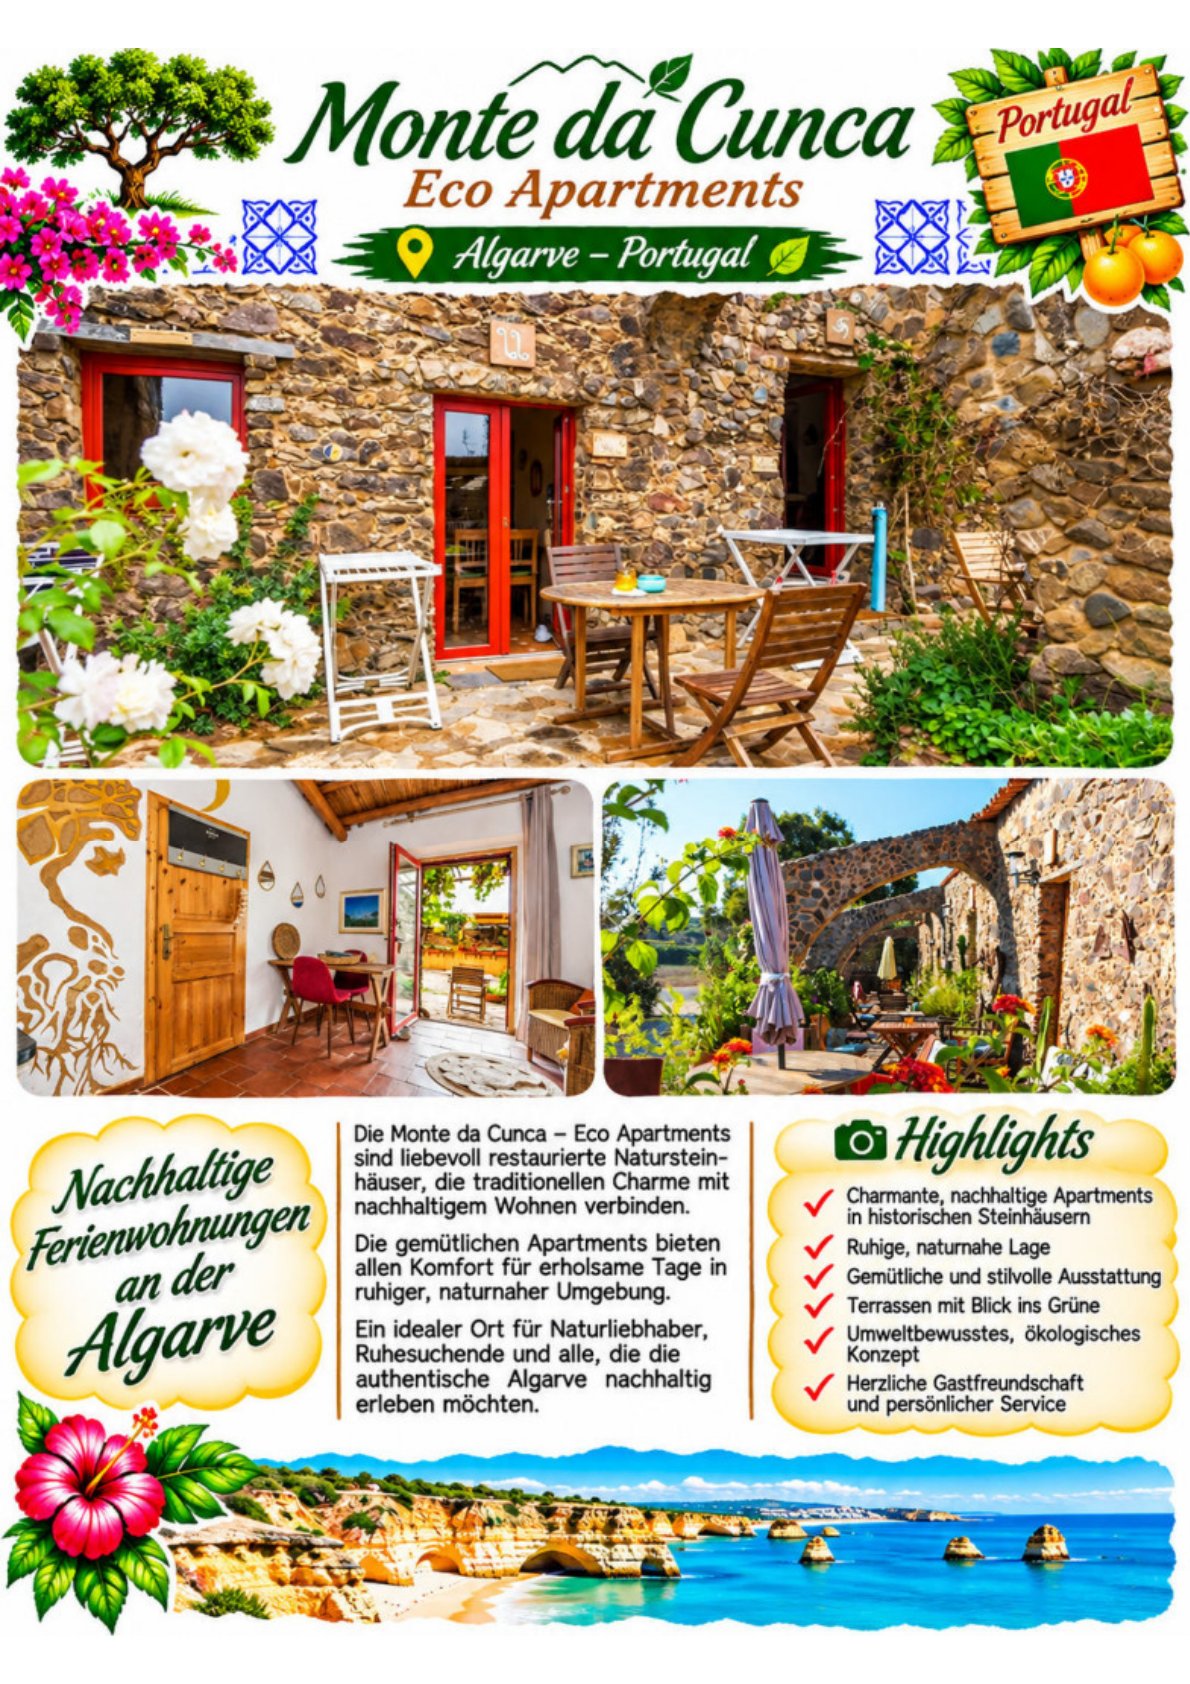 Monte da Cunca
Eco Apartments
Algarve – Portugal
Portugal
Nachhaltige
Ferienwohnungen
an der
Algarve
Die Monte da Cunca – Eco Apartments
sind liebevoll restaurierte Naturstein-
häuser, die traditionellen Charme mit
nachhaltigem Wohnen verbinden.
Die gemütlichen Apartments bieten
allen Komfort für erholsame Tage in
ruhiger, naturnaher Umgebung.
Ein idealer Ort für Naturliebhaber,
Ruhesuchende und alle, die die
authentische Algarve nachhaltig
erleben möchten.
Highlights
Charmante, nachhaltige Apartments
in historischen Steinhäusern
Ruhige, naturnahe Lage
Gemütliche und stilvolle Ausstattung
Terrassen mit Blick ins Grüne
Umweltbewusstes, ökologisches
Konzept
Herzliche Gastfreundschaft
und persönlicher Service